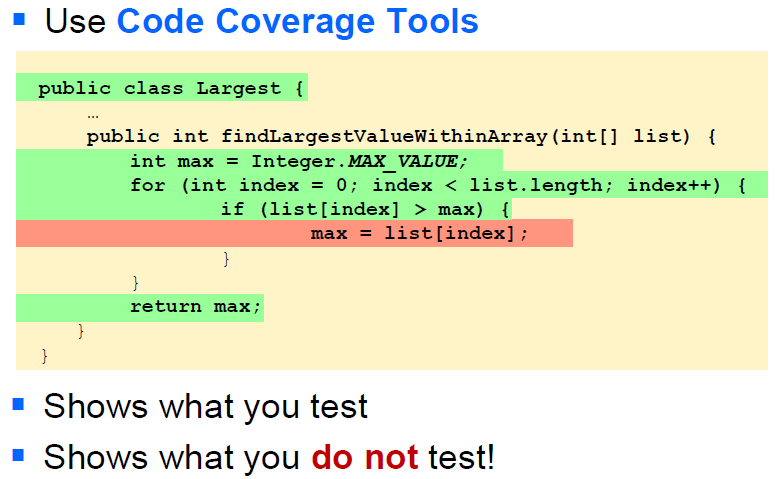 Use Code Coverage Tools
public class Largest {
…
public int findLargestValueWithinArray(int[] list) {
int max = Integer.MAX_VALUE;
for (int index = 0; index < list.length; index++) {
if (list[index] > max) {
max = list[index];
}
}
return max;
}
}
Shows what you test
Shows what you do not test!